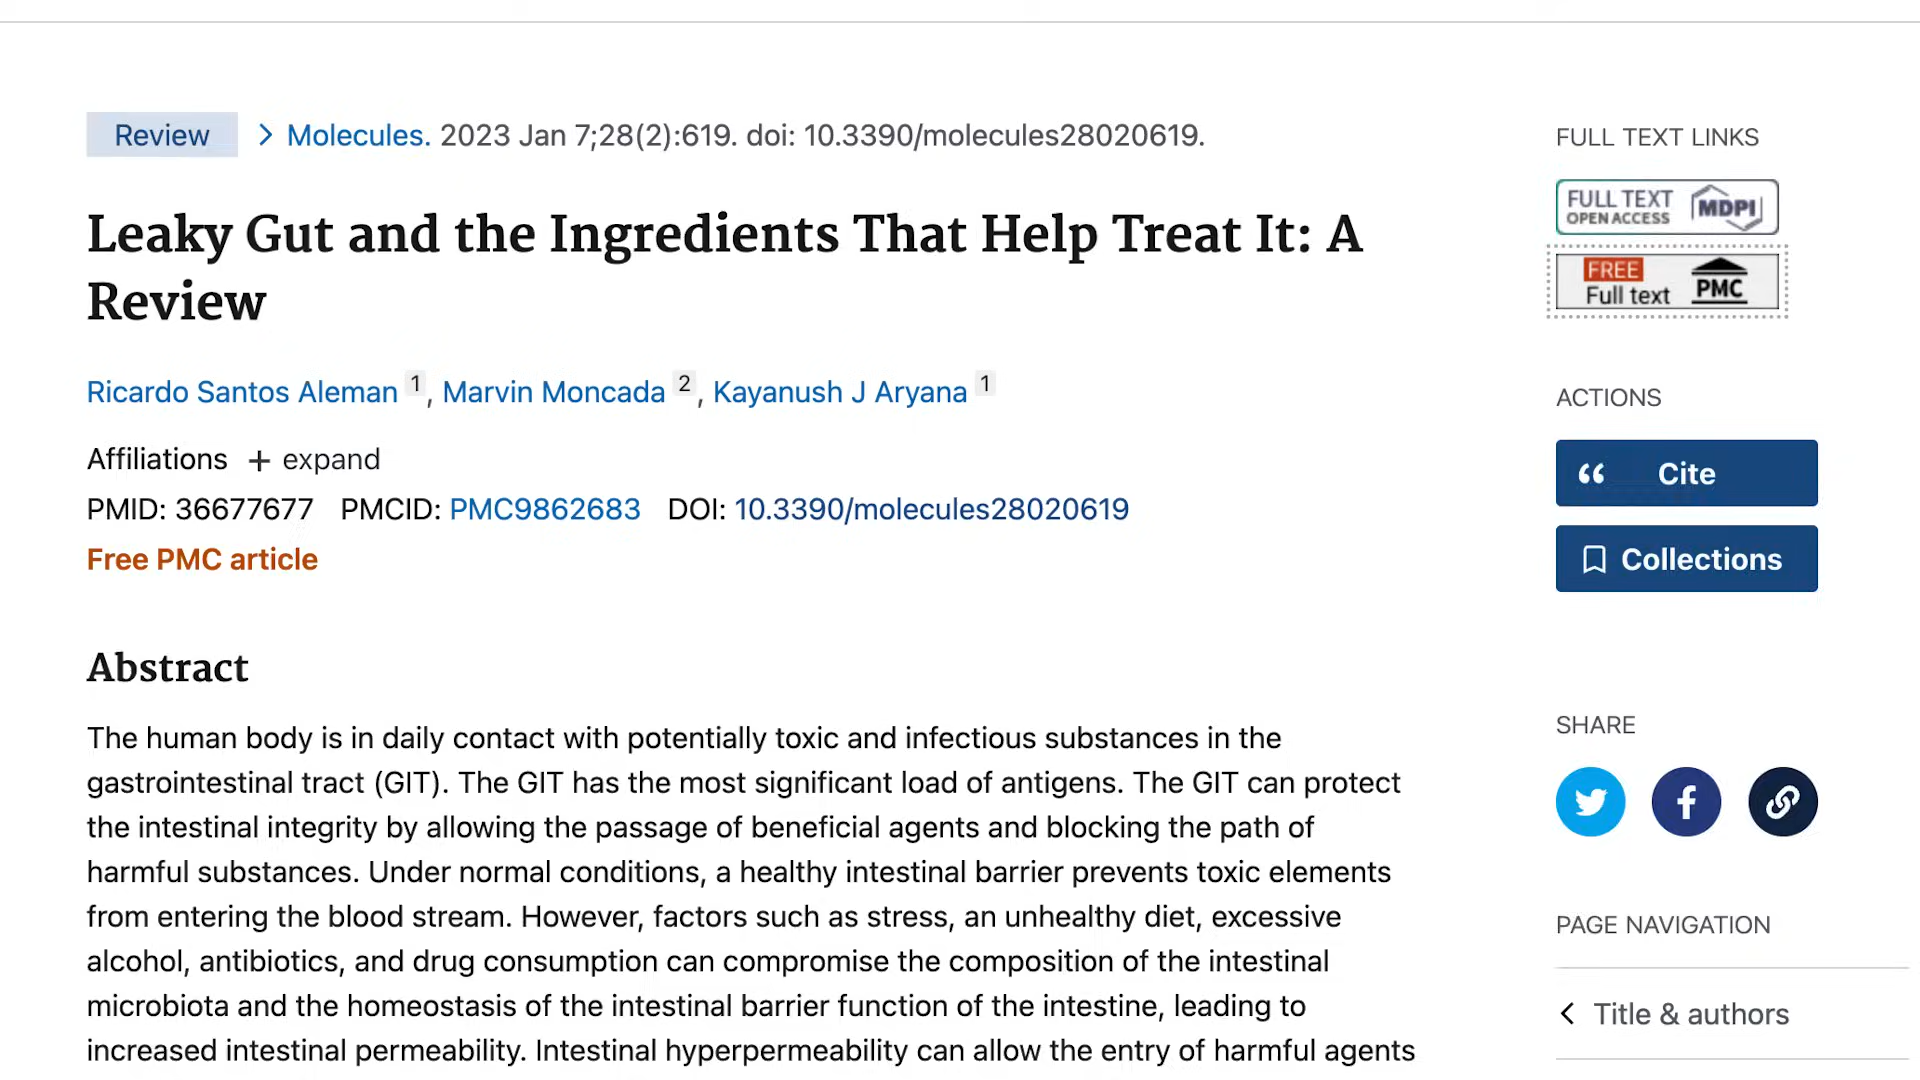 Review > Molecules. 2023 Jan 7;28(2):619. doi: 10.3390/molecules28020619.
Leaky Gut and the Ingredients That Help Treat It: A
Review
Ricardo Santos Aleman 1, Marvin Moncada 2, Kayanush J Aryana 1
Affiliations + expand
PMID: 36677677 PMCID: PMC9862683 DOI: 10.3390/molecules28020619
Free PMC article
Abstract
The human body is in daily contact with potentially toxic and infectious substances in the
gastrointestinal tract (GIT). The GIT has the most significant load of antigens. The GIT can protect
the intestinal integrity by allowing the passage of beneficial agents and blocking the path of
harmful substances. Under normal conditions, a healthy intestinal barrier prevents toxic elements
from entering the blood stream. However, factors such as stress, an unhealthy diet, excessive
alcohol, antibiotics, and drug consumption can compromise the composition of the intestinal
microbiota and the homeostasis of the intestinal barrier function of the intestine, leading to
increased intestinal permeability. Intestinal hyperpermeability can allow the entry of harmful agents
FULL TEXT LINKS
FULL TEXT
OPEN ACCESS
MDPI
FREE
Full text
PMC
ACTIONS
Cite
Collections
SHARE
PAGE NAVIGATION
Title & authors